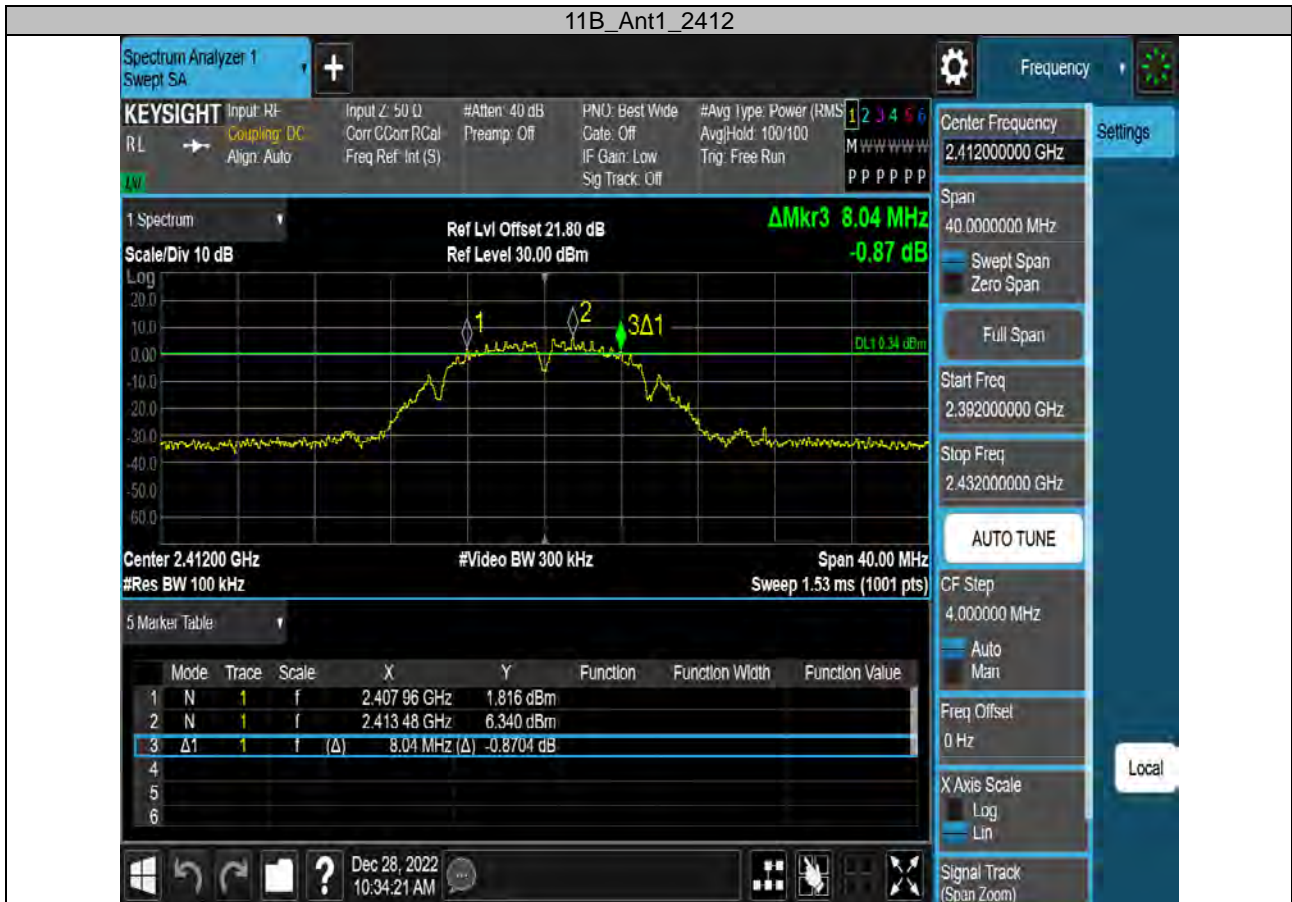 11B_Ant1_2412
Spectrum Analyzer 1
Swept SA
+
Frequency
KEYSIGHT
RL
Input: RF
Coupling: DC
Align: Auto
Input Z: 50 Ω
Corr CCorr RCal
Freq Ref: Int (S)
#Atten: 40 dB
Preamp: Off
PNO: Best Wide
Gate: Off
IF Gain: Low
Sig Track: Off
#Avg Type: Power (RMS
Avg|Hold: 100/100
Trig: Free Run
1 2 3 4 5 6
M W W W W W
P P P P P P
1 Spectrum
Scale/Div 10 dB
Ref Lvl Offset 21.80 dB
Ref Level 30.00 dBm
ΔMkr3 8.04 MHz
-0.87 dB
Log
20.0
10.0
0.00
-10.0
-20.0
-30.0
-40.0
-50.0
-60.0
1
2
3Δ1
DL1 0.34 dBm
Center 2.41200 GHz
#Video BW 300 kHz
Span 40.00 MHz
#Res BW 100 kHz
Sweep 1.53 ms (1001 pts)
5 Marker Table
Mode Trace Scale X Y Function Function Width Function Value
1 N 1 f 2.407 96 GHz 1.816 dBm
2 N 1 f 2.413 48 GHz 6.340 dBm
3 Δ1 1 f (Δ) 8.04 MHz (Δ) -0.8704 dB
4
5
6
?
Dec 28, 2022
10:34:21 AM
Center Frequency
2.412000000 GHz
Settings
Span
40.0000000 MHz
Swept Span
Zero Span
Full Span
Start Freq
2.392000000 GHz
Stop Freq
2.432000000 GHz
AUTO TUNE
CF Step
4.000000 MHz
Auto
Man
Freq Offset
0 Hz
X Axis Scale
Log
Lin
Local
Signal Track
(Span Zoom)